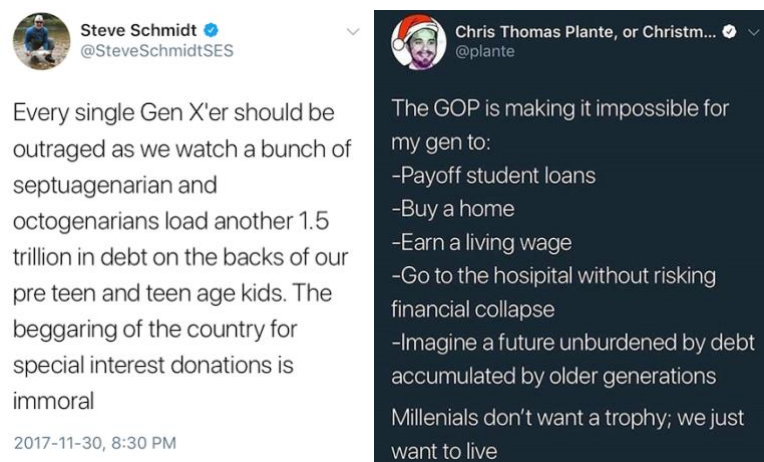 Steve Schmidt
@SteveSchmidtSES
Every single Gen X'er should be
outraged as we watch a bunch of
septuagenarian and
octogenarians load another 1.5
trillion in debt on the backs of our
pre teen and teen age kids. The
beggaring of the country for
special interest donations is
immoral
2017-11-30, 8:30 PM
Chris Thomas Plante, or Christm...
@plante
The GOP is making it impossible for
my gen to:
-Payoff student loans
-Buy a home
-Earn a living wage
-Go to the hosipital without risking
financial collapse
-Imagine a future unburdened by debt
accumulated by older generations
Millenials don’t want a trophy; we just
want to live